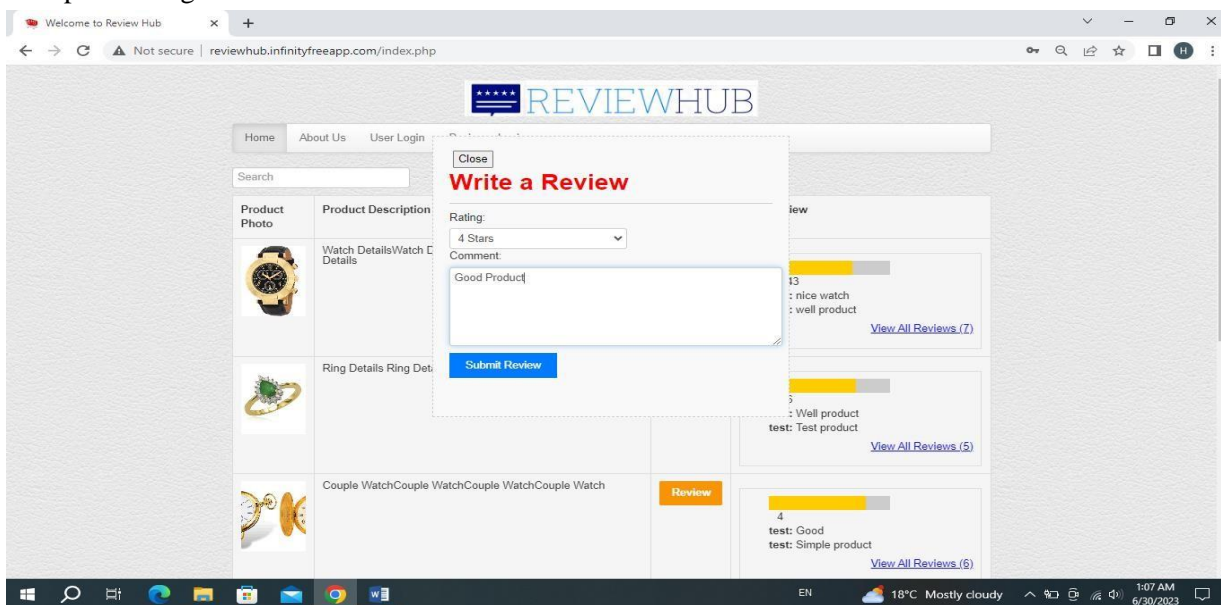 Welcome to Review Hub
Not secure | reviewhub.infinityfreeapp.com/index.php
H
REVIEWHUB
Home About Us User Login
Close
Write a Review
Search
Product Photo
Product Description
Rating:
4 Stars
Comment:
Good Product
Submit Review
Watch DetailsWatch D
Details
43
: nice watch
: well product
View All Reviews (7)
Ring Details Ring Deta
: Well product
test: Test product
View All Reviews (5)
Couple WatchCouple WatchCouple WatchCouple Watch
Review
4
test: Good
test: Simple product
View All Reviews (6)
EN
18°C Mostly cloudy
1:07 AM
6/30/2023